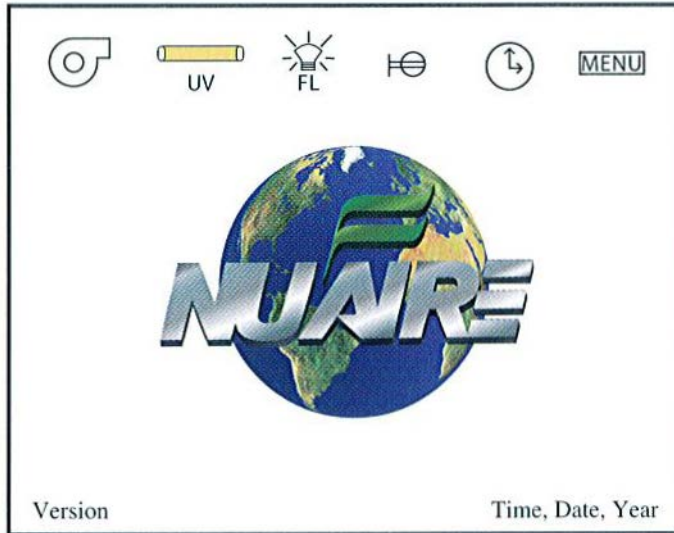 UV
FL
MENU
NUAIRE
Version
Time, Date, Year